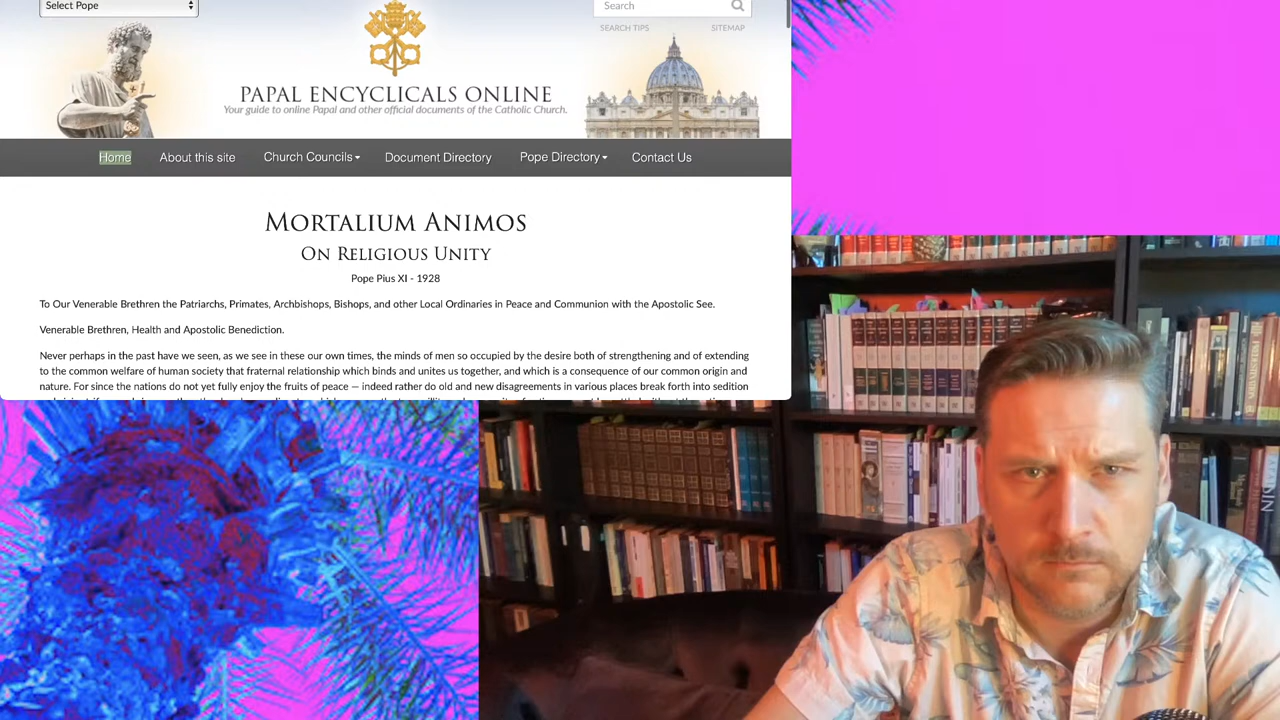 Select Pope
Search
SEARCH TIPS
SITEMAP
PAPAL ENCYCLICALS ONLINE
Your guide to online Papal and other official documents of the Catholic Church.
Home
About this site
Church Councils
Document Directory
Pope Directory
Contact Us
MORTALIUM ANIMOS
ON RELIGIOUS UNITY
Pope Pius XI - 1928
To Our Venerable Brethren the Patriarchs, Primates, Archbishops, Bishops, and other Local Ordinaries in Peace and Communion with the Apostolic See.
Venerable Brethren, Health and Apostolic Benediction.
Never perhaps in the past have we seen, as we see in these our own times, the minds of men so occupied by the desire both of strengthening and of extending
to the common welfare of human society that fraternal relationship which binds and unites us together, and which is a consequence of our common origin and
nature. For since the nations do not yet fully enjoy the fruits of peace — indeed rather do old and new disagreements in various places break forth into sedition